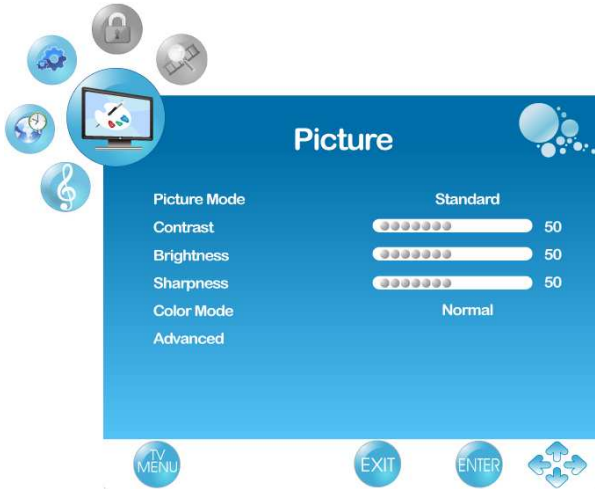 Picture
Picture Mode Standard
Contrast 50
Brightness 50
Sharpness 50
Color Mode Normal
Advanced
TV
MENU
EXIT
ENTER